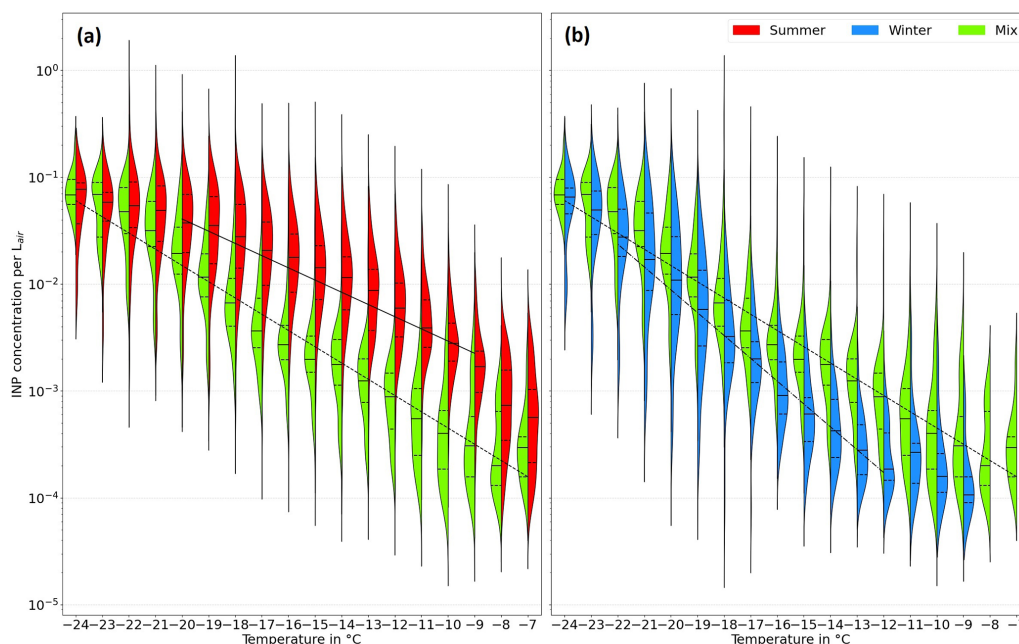 (a)
(b)
Summer
Winter
Mix
10⁰
10⁻¹
10⁻²
10⁻³
10⁻⁴
10⁻⁵
INP concentration per L_air
−24 −23 −22 −21 −20 −19 −18 −17 −16 −15 −14 −13 −12 −11 −10 −9 −8 −7
Temperature in °C
−24 −23 −22 −21 −20 −19 −18 −17 −16 −15 −14 −13 −12 −11 −10 −9 −8
Temperature in °C